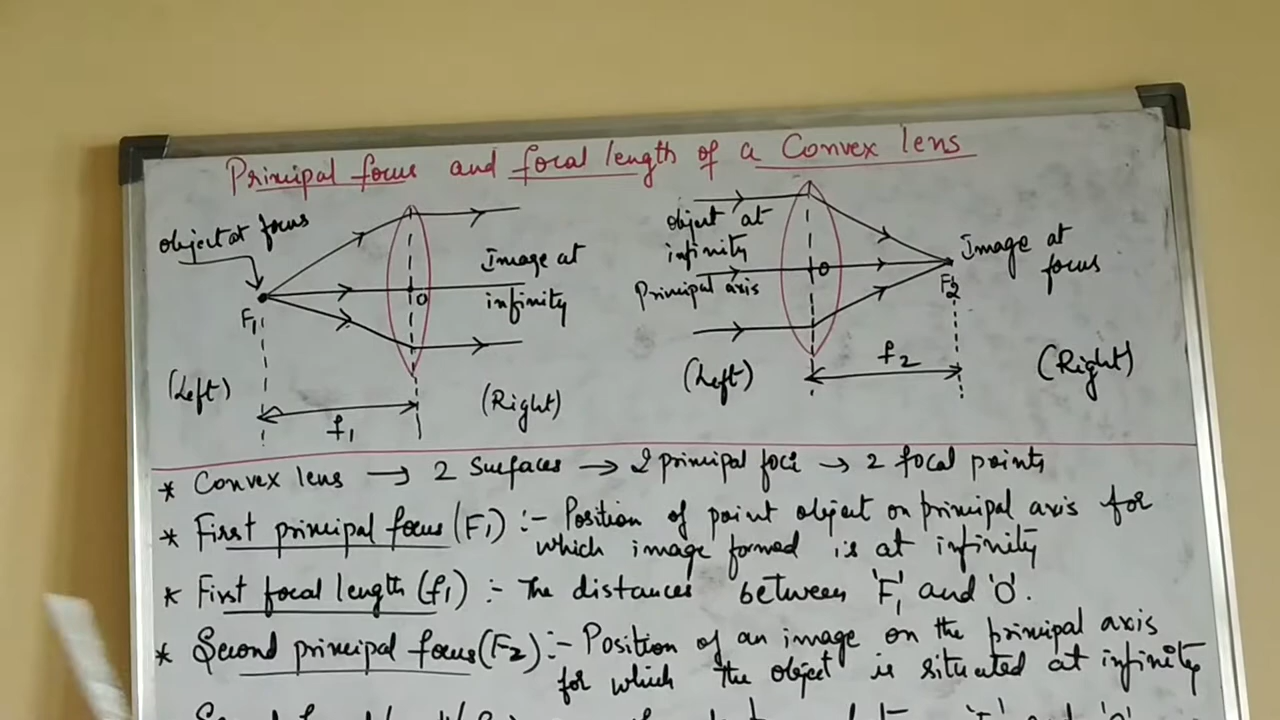 Principal focus and focal length of a Convex lens
object at focus
Image at
infinity
F1
O
(Left)
(Right)
f1
object at
infinity
Principal axis
O
Image at
focus
F2
(Left)
f2
(Right)
* Convex lens → 2 surfaces → 2 principal foci → 2 focal points
* First principal focus (F1) :- Position of point object on principal axis for
which image formed is at infinity
* First focal length (f1) :- The distances between 'F1' and 'O'.
* Second principal focus (F2) :- Position of an image on the principal axis
for which the object is situated at infinity